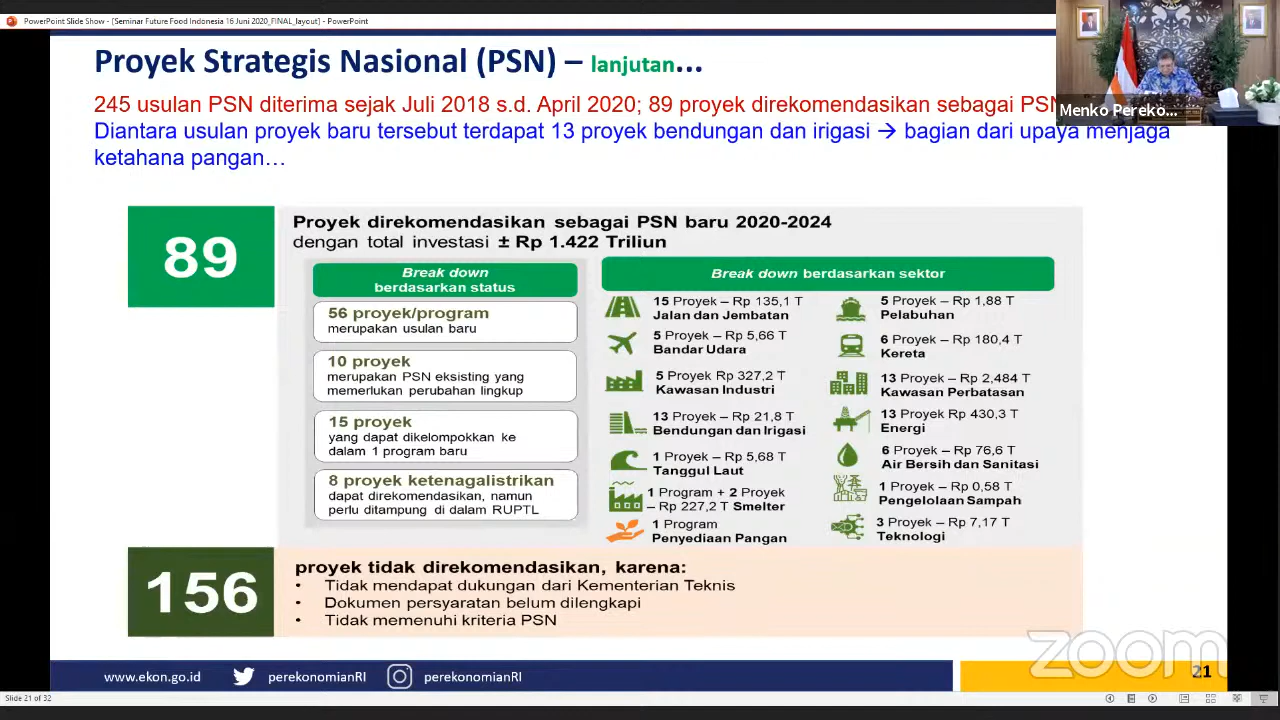 PowerPoint Slide Show - [Seminar Future Food Indonesia 16 Juni 2020_FINAL_layout] - PowerPoint
Proyek Strategis Nasional (PSN) – lanjutan...
245 usulan PSN diterima sejak Juli 2018 s.d. April 2020; 89 proyek direkomendasikan sebagai PSN
Diantara usulan proyek baru tersebut terdapat 13 proyek bendungan dan irigasi → bagian dari upaya menjaga
ketahana pangan…
Menko Pereko...
89
Proyek direkomendasikan sebagai PSN baru 2020-2024
dengan total investasi ± Rp 1.422 Triliun
Break down
berdasarkan status
56 proyek/program
merupakan usulan baru
10 proyek
merupakan PSN eksisting yang
memerlukan perubahan lingkup
15 proyek
yang dapat dikelompokkan ke
dalam 1 program baru
8 proyek ketenagalistrikan
dapat direkomendasikan, namun
perlu ditampung di dalam RUPTL
Break down berdasarkan sektor
15 Proyek – Rp 135,1 T
Jalan dan Jembatan
5 Proyek – Rp 5,66 T
Bandar Udara
5 Proyek Rp 327,2 T
Kawasan Industri
13 Proyek – Rp 21,8 T
Bendungan dan Irigasi
1 Proyek – Rp 5,68 T
Tanggul Laut
1 Program + 2 Proyek
– Rp 227,2 T Smelter
1 Program
Penyediaan Pangan
5 Proyek – Rp 1,88 T
Pelabuhan
6 Proyek – Rp 180,4 T
Kereta
13 Proyek – Rp 2,484 T
Kawasan Perbatasan
13 Proyek Rp 430,3 T
Energi
6 Proyek – Rp 76,6 T
Air Bersih dan Sanitasi
1 Proyek – Rp 0,58 T
Pengelolaan Sampah
3 Proyek – Rp 7,17 T
Teknologi
156
proyek tidak direkomendasikan, karena:
• Tidak mendapat dukungan dari Kementerian Teknis
• Dokumen persyaratan belum dilengkapi
• Tidak memenuhi kriteria PSN
zoom
www.ekon.go.id
perekonomianRI
perekonomianRI
21
Slide 21 of 32